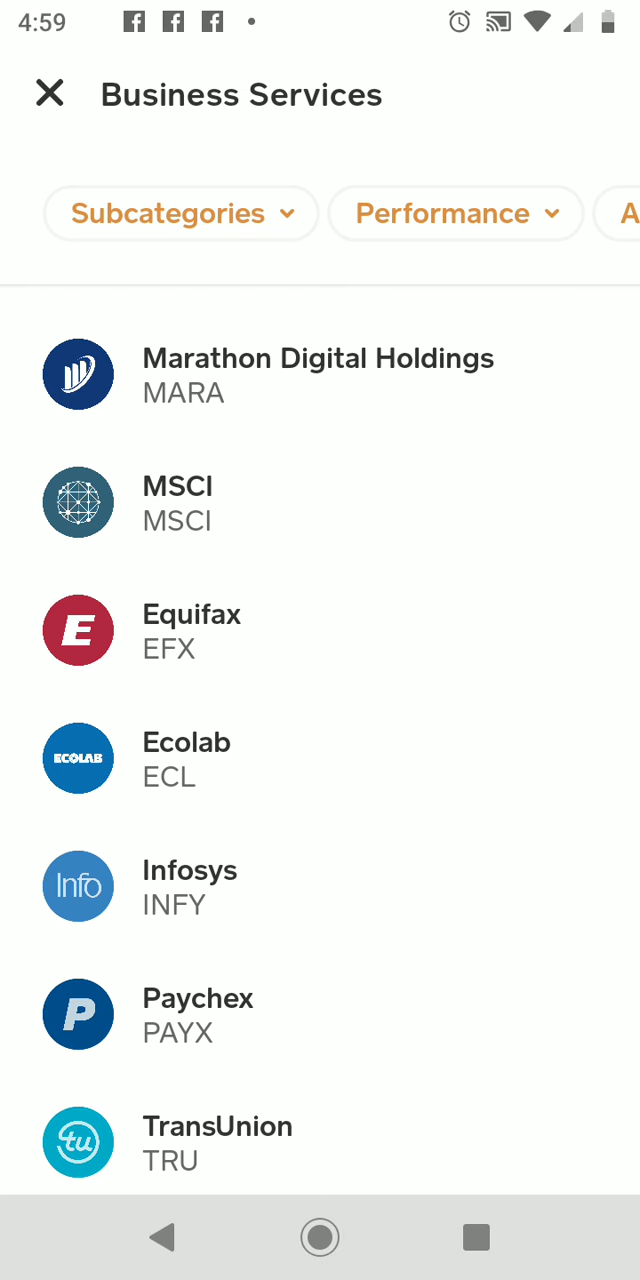 4:59
Business Services
Subcategories
Performance
A
Marathon Digital Holdings
MARA
MSCI
MSCI
E
Equifax
EFX
ECOLAB
Ecolab
ECL
Info
Infosys
INFY
P
Paychex
PAYX
tu
TransUnion
TRU